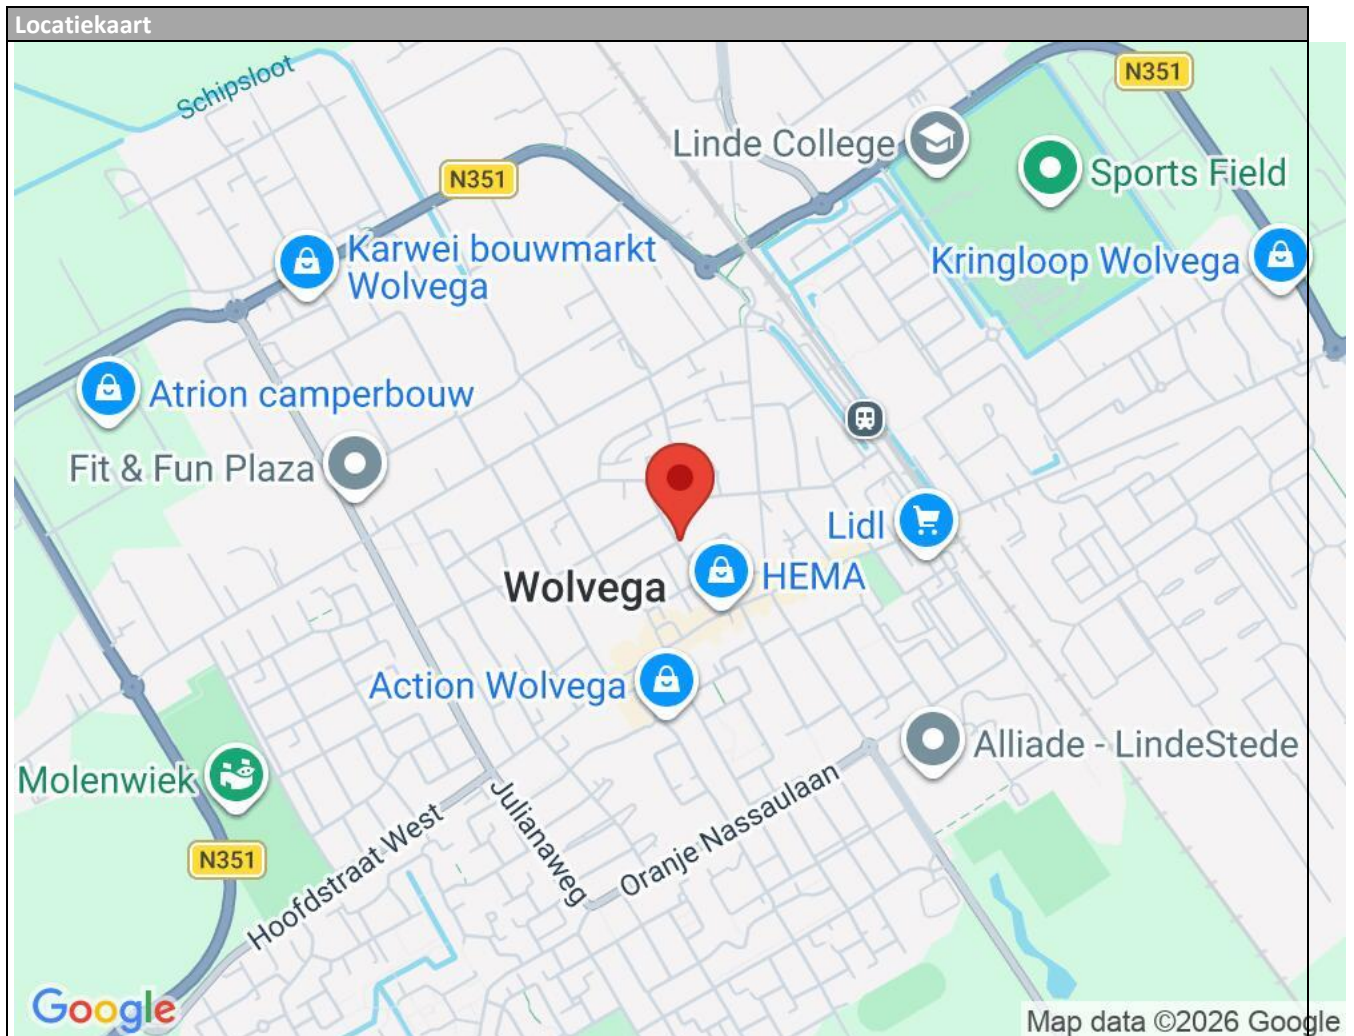 Locatiekaart
Schipsloot
N351
Linde College
N351
Sports Field
Karwei bouwmarkt
Wolvega
Kringloop Wolvega
Atrion camperbouw
Fit & Fun Plaza
Lidl
Wolvega
HEMA
Action Wolvega
Alliade - LindeStede
Molenwiek
Julianaweg
Oranje Nassaulaan
Hoofdstraat West
N351
Google
Map data ©2026 Google